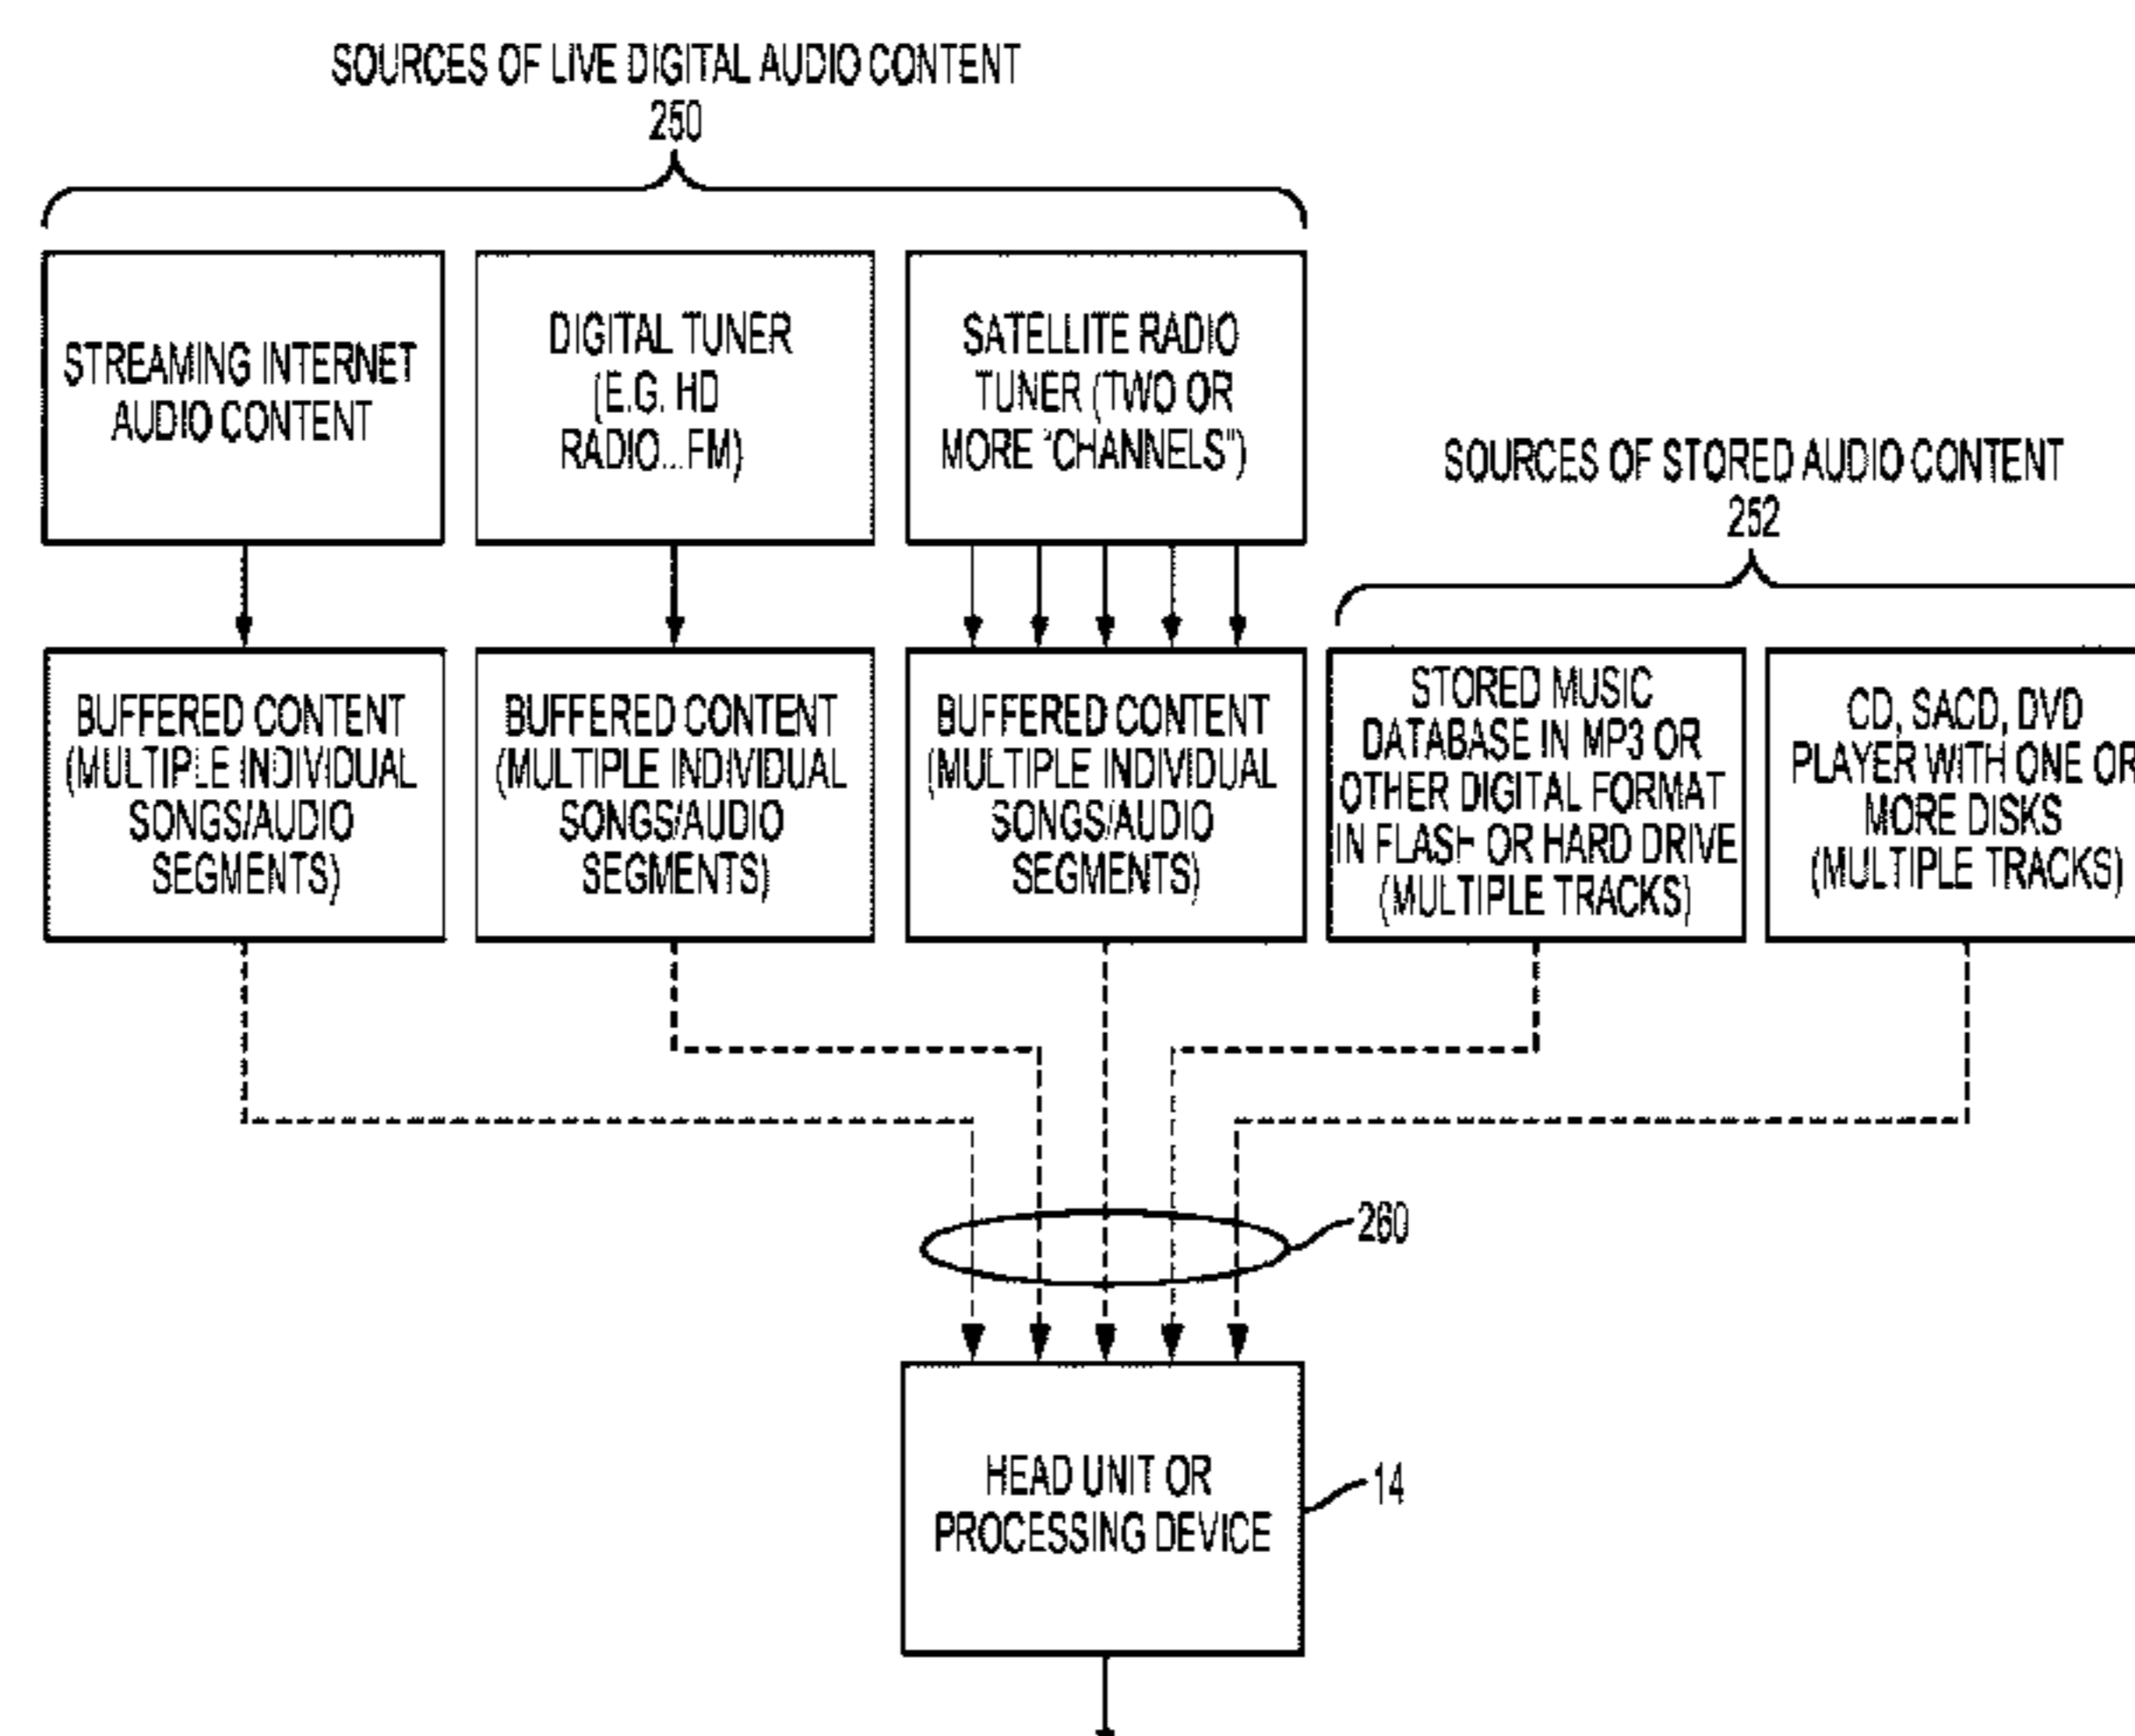 SOURCES OF LIVE DIGITAL AUDIO CONTENT
250
STREAMING INTERNET
AUDIO CONTENT
DIGITAL TUNER
(E.G. HD
RADIO...FM)
SATELLITE RADIO
TUNER (TWO OR
MORE "CHANNELS")
SOURCES OF STORED AUDIO CONTENT
252
BUFFERED CONTENT
(MULTIPLE INDIVIDUAL
SONGS/AUDIO
SEGMENTS)
BUFFERED CONTENT
(MULTIPLE INDIVIDUAL
SONGS/AUDIO
SEGMENTS)
BUFFERED CONTENT
(MULTIPLE INDIVIDUAL
SONGS/AUDIO
SEGMENTS)
STORED MUSIC
DATABASE IN MP3 OR
OTHER DIGITAL FORMAT
IN FLASH OR HARD DRIVE
(MULTIPLE TRACKS)
CD, SACD, DVD
PLAYER WITH ONE OR
MORE DISKS
(MULTIPLE TRACKS)
260
HEAD UNIT OR
PROCESSING DEVICE
14